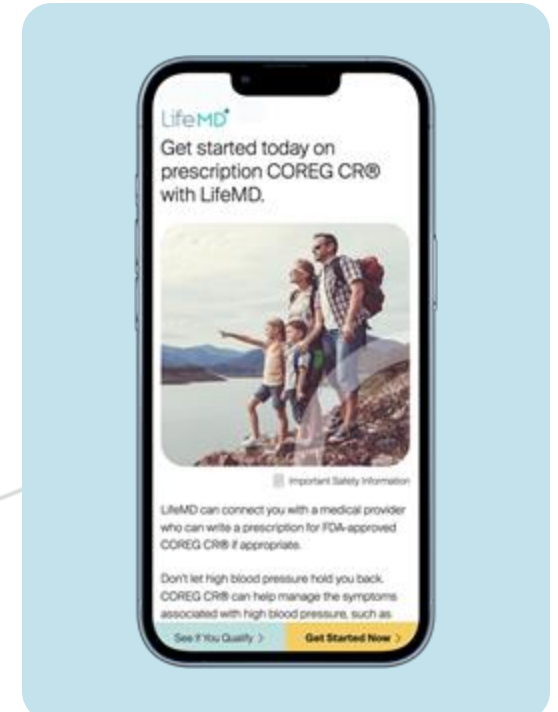 LifeMD
Get started today on
prescription COREG CR®
with LifeMD.
Important Safety Information
LifeMD can connect you with a medical provider
who can write a prescription for FDA-approved
COREG CR® if appropriate.
Don't let high blood pressure hold you back.
COREG CR® can help manage the symptoms
associated with high blood pressure, such as
See If You Qualify >
Get Started Now >